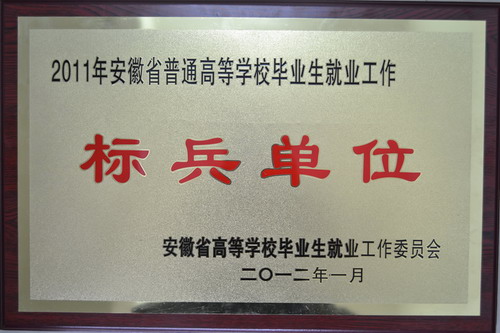 2011年安徽省普通高等学校毕业生就业工作
标兵单位
安徽省高等学校毕业生就业工作委员会
二〇一二年一月